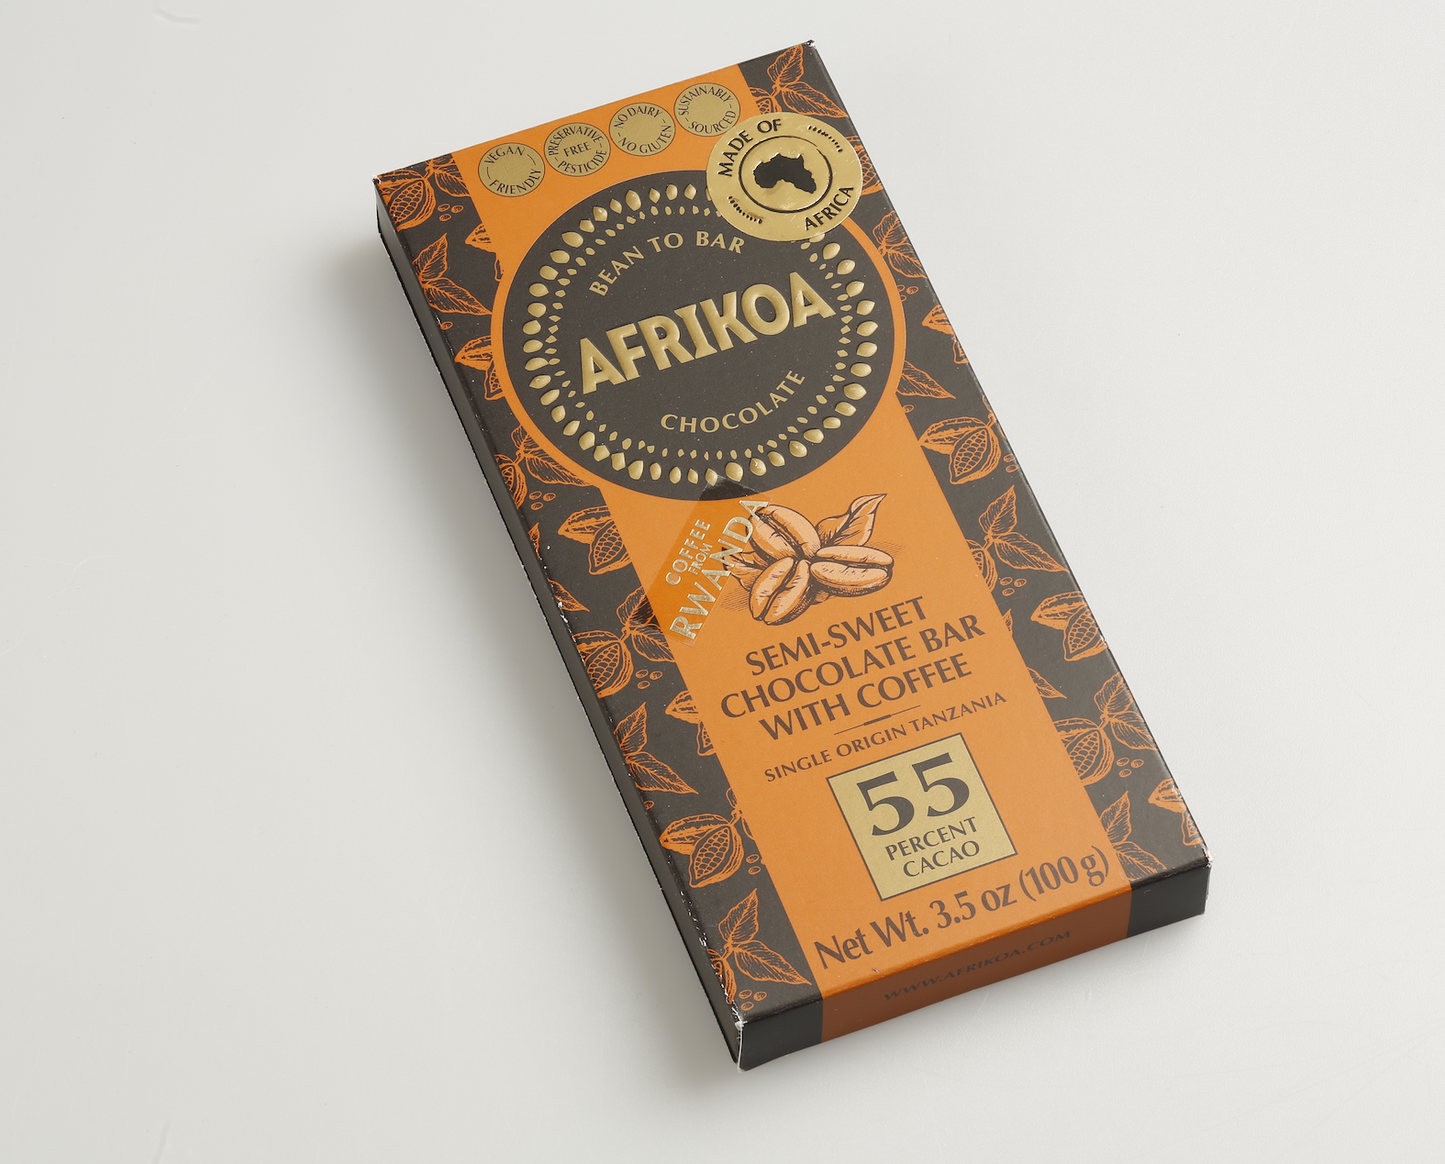 VEGAN
FRIENDLY
PRESERVATIVE
FREE
PESTICIDE
NO DAIRY
NO GLUTEN
SUSTAINABLY
SOURCED
MADE OF
AFRICA
BEAN TO BAR
AFRIKOA
CHOCOLATE
COFFEE
FROM
RWANDA
SEMI-SWEET
CHOCOLATE BAR
WITH COFFEE
SINGLE ORIGIN TANZANIA
55
PERCENT
CACAO
Net Wt. 3.5 oz (100 g)
WWW.AFRIKOA.COM